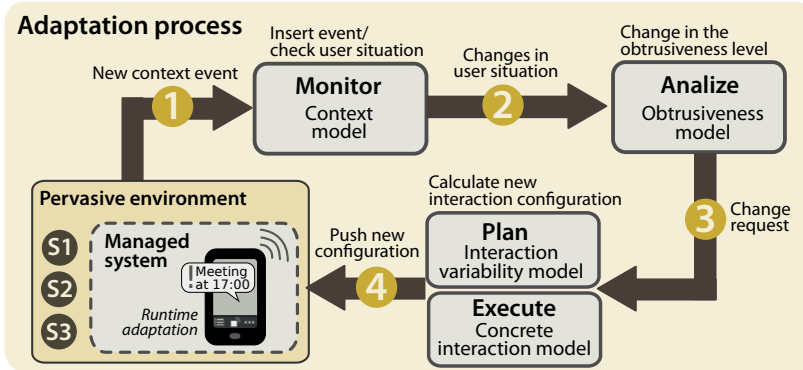 Adaptation process
Insert event/
check user situation
New context event
1
Monitor
Context
model
Changes in
user situation
2
Change in the
obtrusiveness level
Analize
Obtrusiveness
model
3
Change
request
Calculate new
interaction configuration
Plan
Interaction
variability model
Execute
Concrete
interaction model
Push new
configuration
4
Pervasive environment
S1
S2
S3
Managed
system
! Meeting
at 17:00
Runtime
adaptation